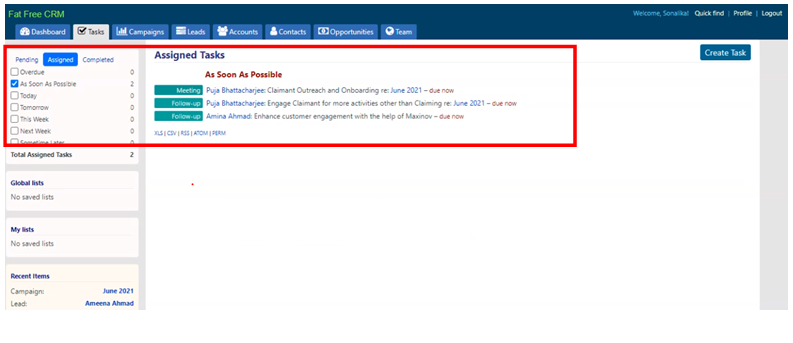 Fat Free CRM
Welcome, Sonalika! Quick find | Profile | Logout
Dashboard Tasks Campaigns Leads Accounts Contacts Opportunities Team
Pending Assigned Completed
Overdue 0
As Soon As Possible 2
Today 0
Tomorrow 0
This Week 0
Next Week 0
Sometime Later 0
Total Assigned Tasks 2
Global lists
No saved lists
My lists
No saved lists
Recent Items
Campaign: June 2021
Lead: Ameena Ahmad
Assigned Tasks
Create Task
As Soon As Possible
Meeting Puja Bhattacharjee: Claimant Outreach and Onboarding re: June 2021 – due now
Follow-up Puja Bhattacharjee: Engage Claimant for more activities other than Claiming re: June 2021 – due now
Follow-up Amina Ahmad: Enhance customer engagement with the help of Maxinov – due now
XLS | CSV | RSS | ATOM | PERM